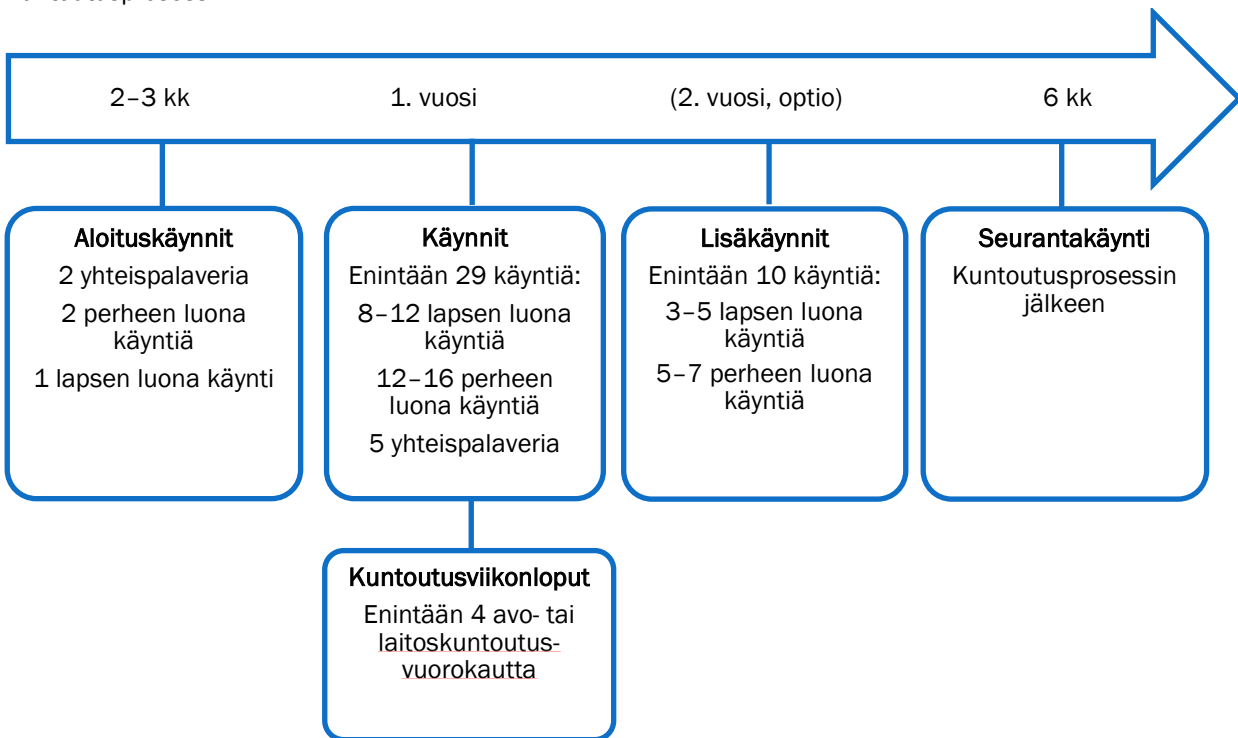 2–3 kk
1. vuosi
(2. vuosi, optio)
6 kk
Aloituskäynnit
2 yhteispalaveria
2 perheen luona
käyntiä
1 lapsen luona käynti
Käynnit
Enintään 29 käyntiä:
8–12 lapsen luona
käyntiä
12–16 perheen
luona käyntiä
5 yhteispalaveria
Lisäkäynnit
Enintään 10 käyntiä:
3–5 lapsen luona
käyntiä
5–7 perheen luona
käyntiä
Seurantakäynti
Kuntoutusprosessin
jälkeen
Kuntoutusviikonloput
Enintään 4 avo- tai
laitoskuntoutus-
vuorokautta